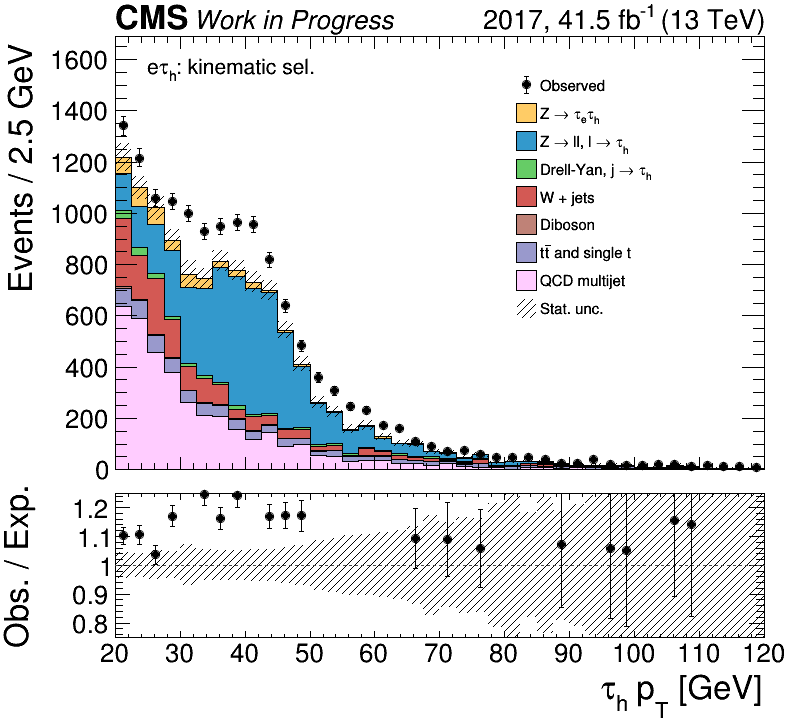 CMS Work in Progress 2017, 41.5 fb⁻¹ (13 TeV)
eτₕ: kinematic sel.
Events / 2.5 GeV
1600
1400
1200
1000
800
600
400
200
0
Observed
Z → τₑτₕ
Z → ll, l → τₕ
Drell-Yan, j → τₕ
W + jets
Diboson
tt̄ and single t
QCD multijet
Stat. unc.
Obs. / Exp.
1.2
1.1
1
0.9
0.8
20 30 40 50 60 70 80 90 100 110 120
τₕ p_T [GeV]